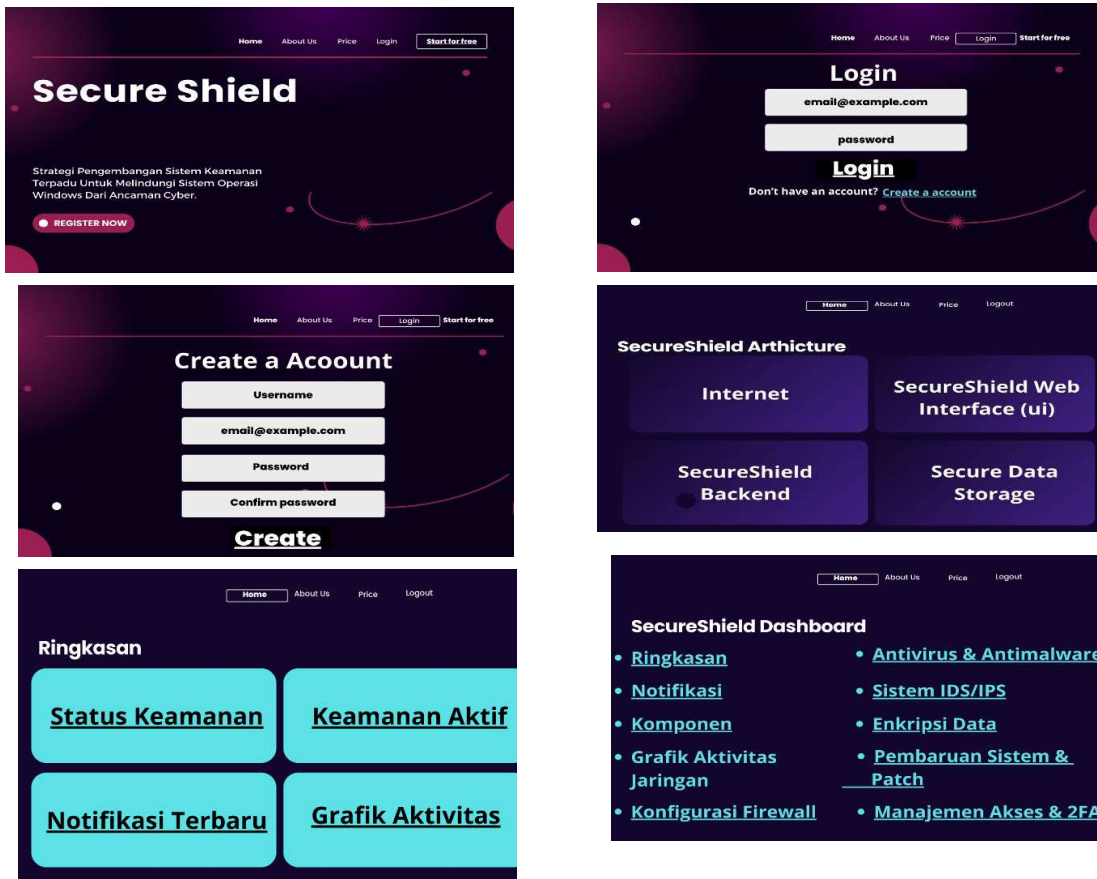 Home About Us Price Login Start for free
Secure Shield
Strategi Pengembangan Sistem Keamanan
Terpadu Untuk Melindungi Sistem Operasi
Windows Dari Ancaman Cyber.
REGISTER NOW
Home About Us Price Login Start for free
Login
email@example.com
password
Login
Don't have an account? Create a account
Home About Us Price Login Start for free
Create a Acoount
Username
email@example.com
Password
Confirm password
Create
Home About Us Price Logout
SecureShield Arthicture
Internet
SecureShield Web
Interface (ui)
SecureShield
Backend
Secure Data
Storage
Home About Us Price Logout
Ringkasan
Status Keamanan
Keamanan Aktif
Notifikasi Terbaru
Grafik Aktivitas
Home About Us Price Logout
SecureShield Dashboard
• Ringkasan
• Notifikasi
• Komponen
• Grafik Aktivitas
Jaringan
• Konfigurasi Firewall
• Antivirus & Antimalware
• Sistem IDS/IPS
• Enkripsi Data
• Pembaruan Sistem &
Patch
• Manajemen Akses & 2FA